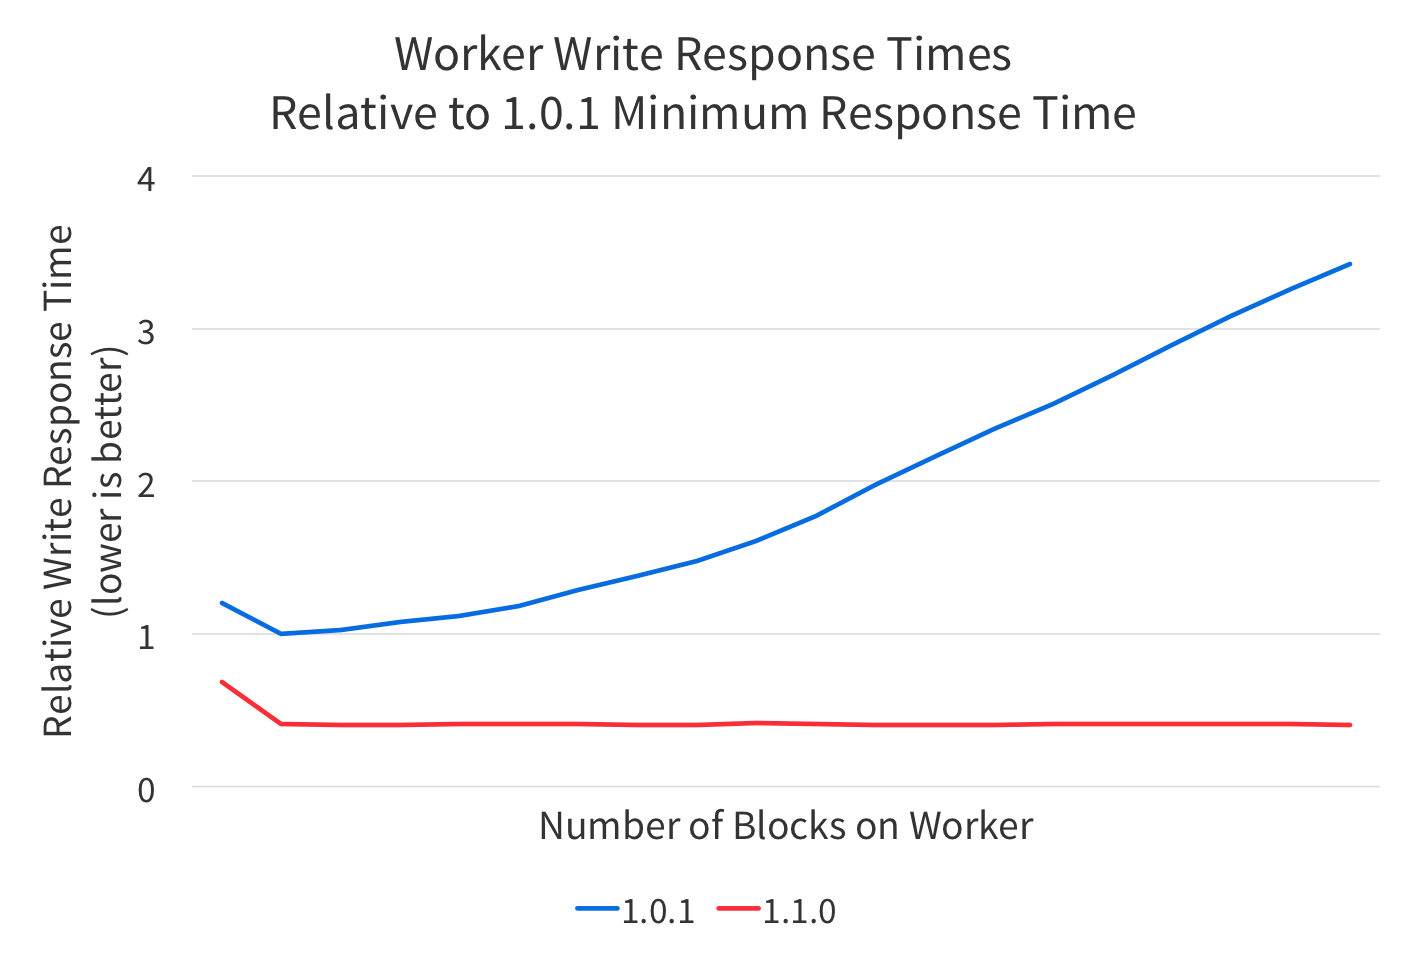 Worker Write Response Times
Relative to 1.0.1 Minimum Response Time
Relative Write Response Time
(lower is better)
4
3
2
1
0
Number of Blocks on Worker
1.0.1
1.1.0